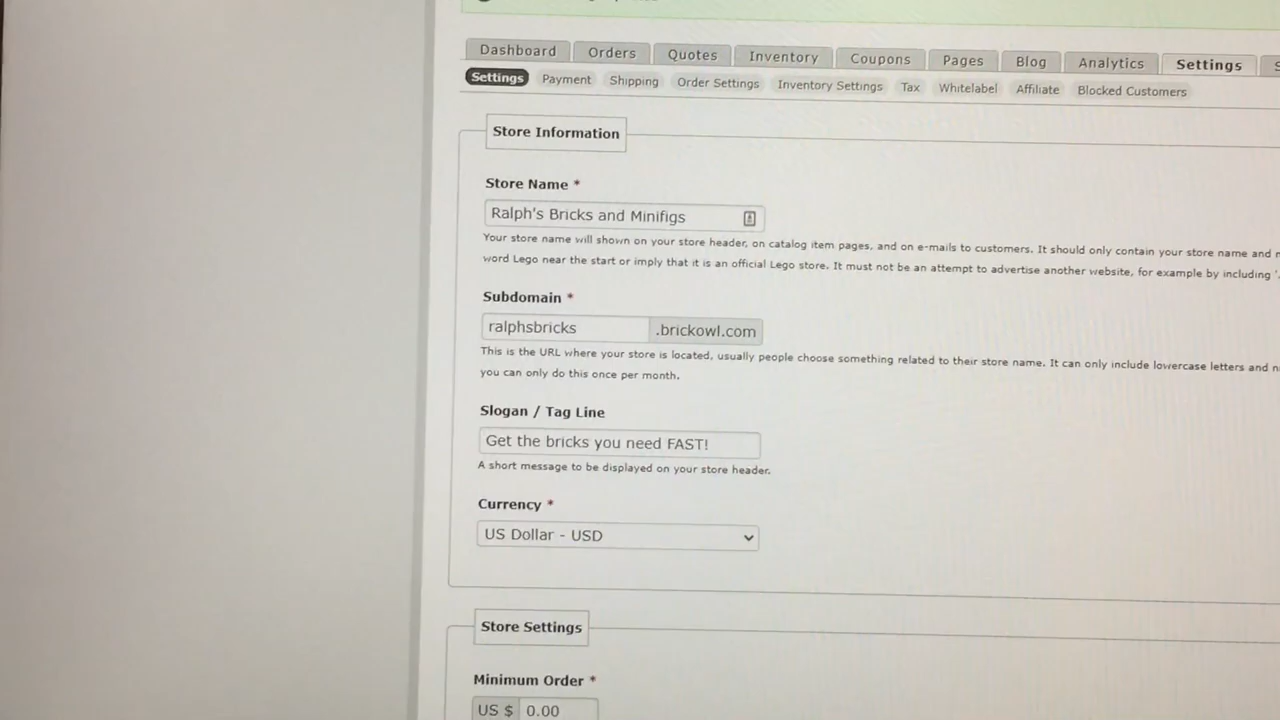 Dashboard Orders Quotes Inventory Coupons Pages Blog Analytics Settings
Settings Payment Shipping Order Settings Inventory Settings Tax Whitelabel Affiliate Blocked Customers
Store Information
Store Name *
Ralph's Bricks and Minifigs
Your store name will shown on your store header, on catalog item pages, and on e-mails to customers. It should only contain your store name and
word Lego near the start or imply that it is an official Lego store. It must not be an attempt to advertise another website, for example by including '.
Subdomain *
ralphsbricks .brickowl.com
This is the URL where your store is located, usually people choose something related to their store name. It can only include lowercase letters and
you can only do this once per month.
Slogan / Tag Line
Get the bricks you need FAST!
A short message to be displayed on your store header.
Currency *
US Dollar - USD
Store Settings
Minimum Order *
US $ 0.00